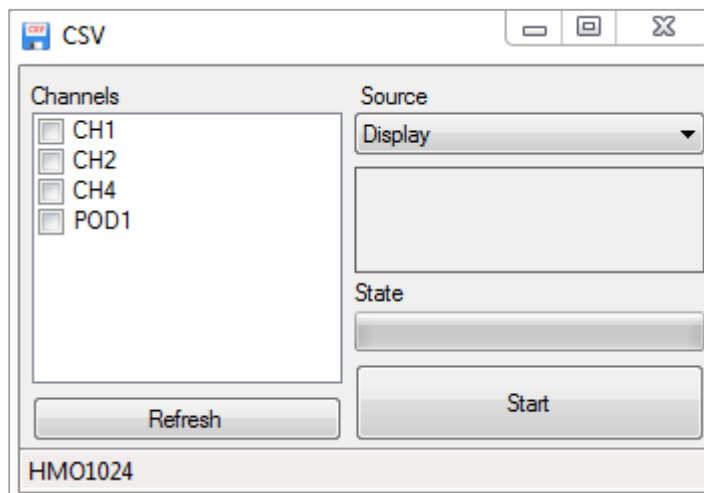 CSV
Channels
CH1
CH2
CH4
POD1
Refresh
Source
Display
State
Start
HMO1024